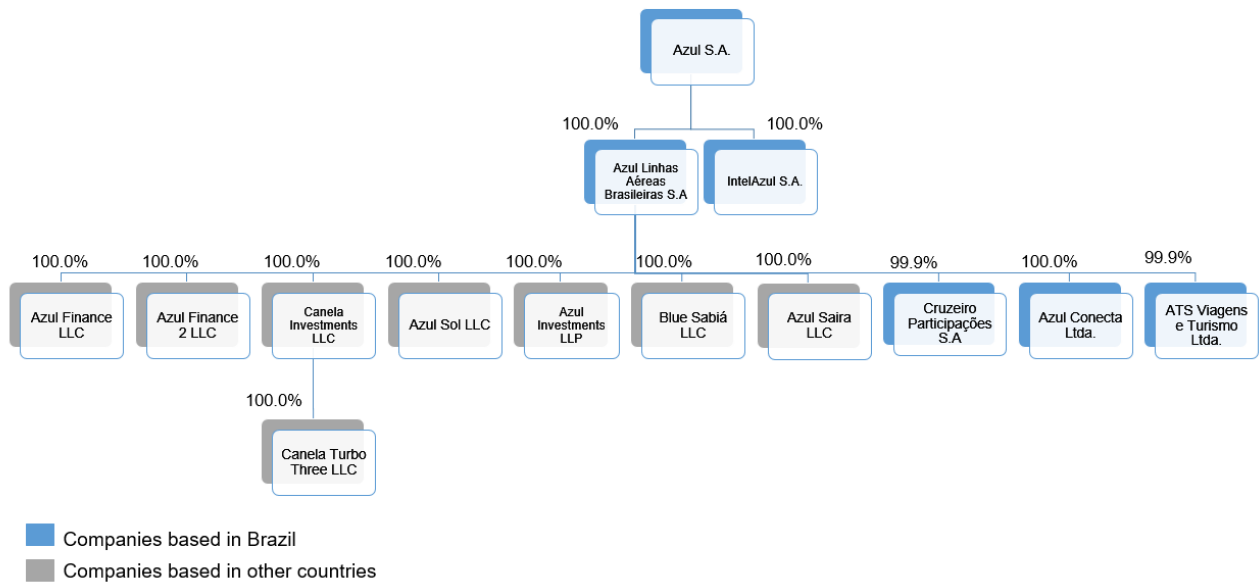 Azul S.A.
100.0%
100.0%
Azul Linhas
Aéreas
Brasileiras S.A
IntelAzul S.A.
100.0%
100.0%
100.0%
100.0%
100.0%
100.0%
100.0%
99.9%
100.0%
99.9%
Azul Finance
LLC
Azul Finance
2 LLC
Canela
Investments
LLC
Azul Sol LLC
Azul
Investments
LLP
Blue Sabiá
LLC
Azul Saira
LLC
Cruzeiro
Participações
S.A
Azul Conecta
Ltda.
ATS Viagens
e Turismo
Ltda.
100.0%
Canela Turbo
Three LLC
Companies based in Brazil
Companies based in other countries